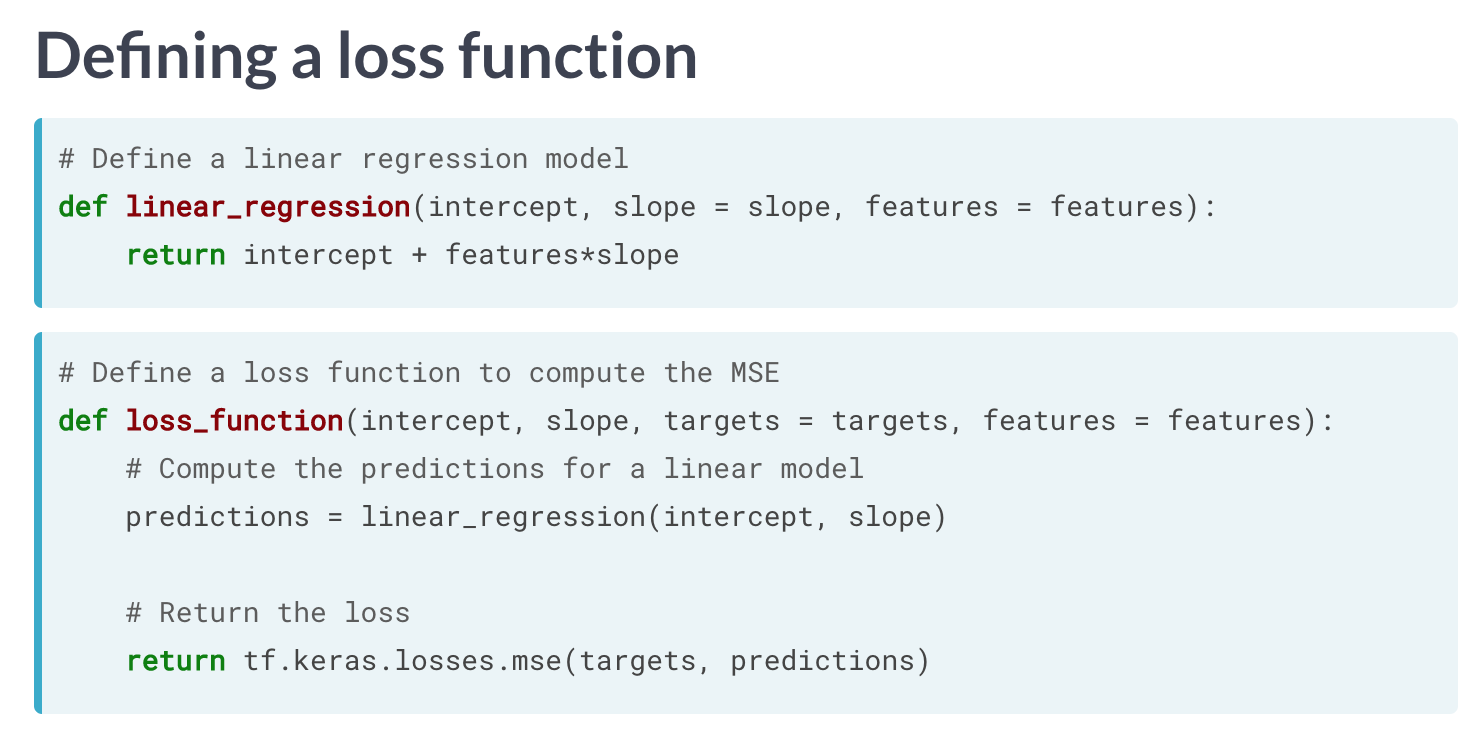 Defining a loss function
# Define a linear regression model
def linear_regression(intercept, slope = slope, features = features):
    return intercept + features*slope
# Define a loss function to compute the MSE
def loss_function(intercept, slope, targets = targets, features = features):
    # Compute the predictions for a linear model
    predictions = linear_regression(intercept, slope)
    # Return the loss
    return tf.keras.losses.mse(targets, predictions)